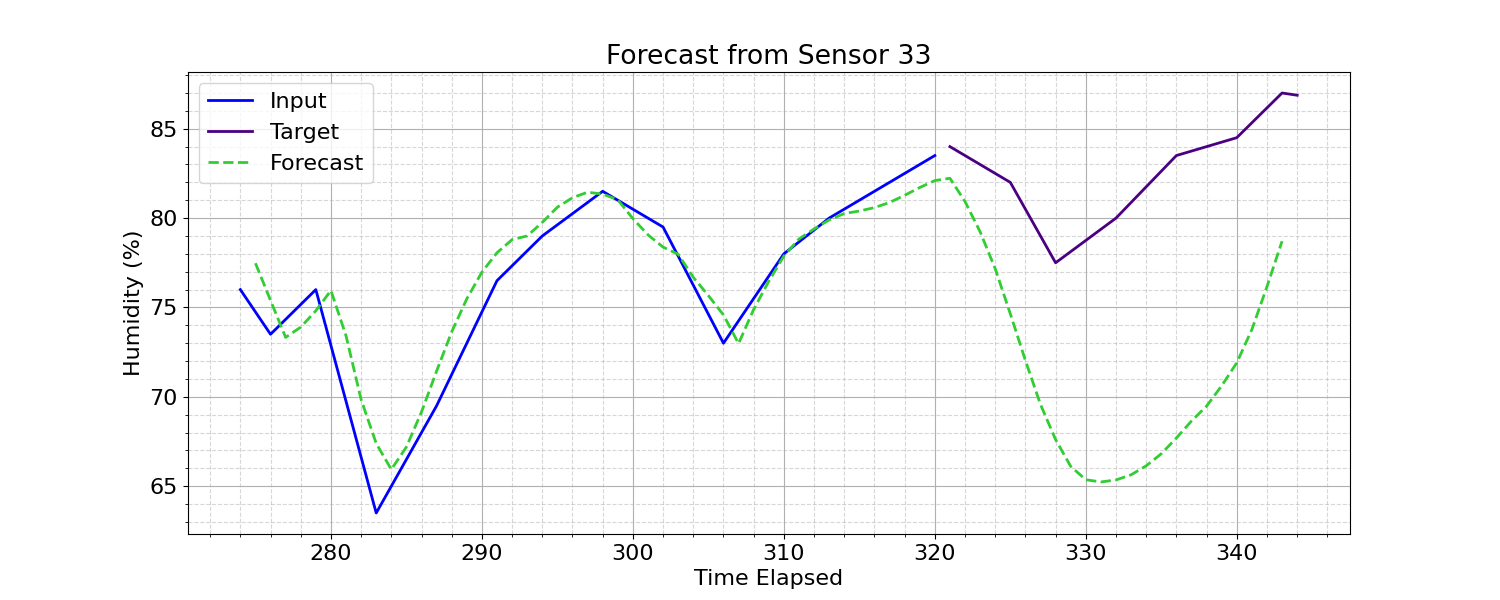 Forecast from Sensor 33
Input
Target
Forecast
Humidity (%)
85
80
75
70
65
280 290 300 310 320 330 340
Time Elapsed